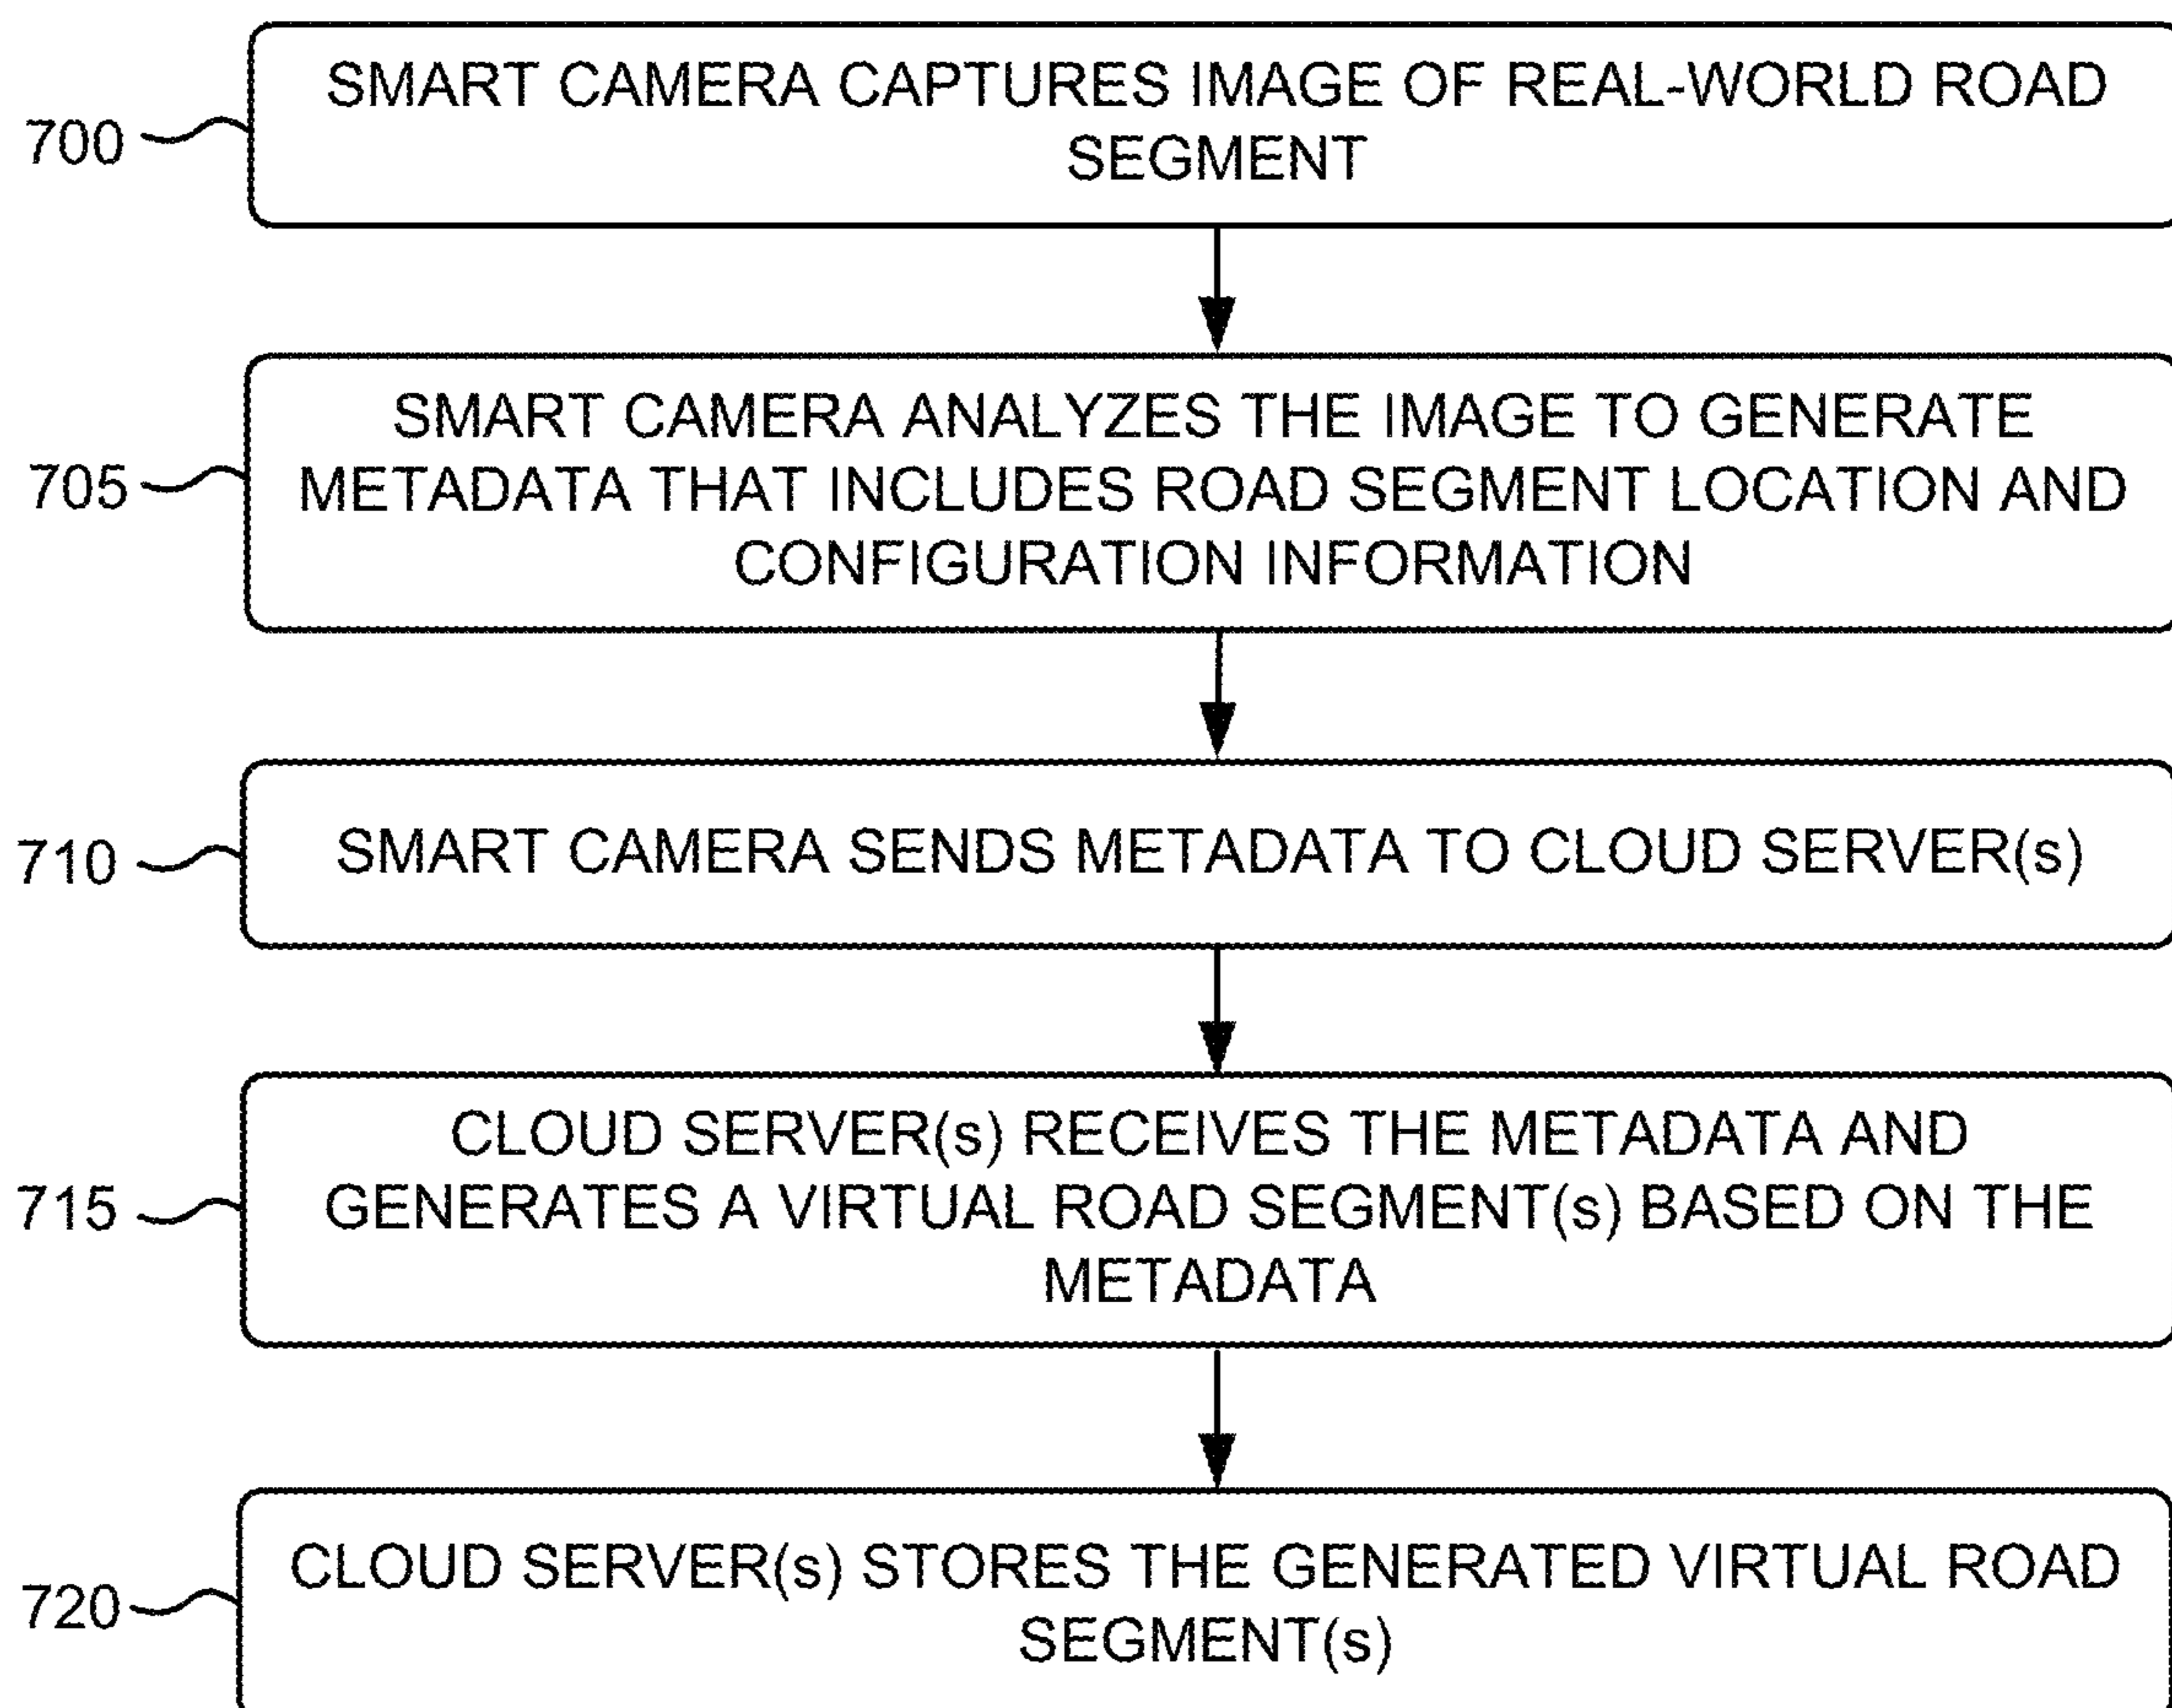 SMART CAMERA CAPTURES IMAGE OF REAL-WORLD ROAD
SEGMENT
700
SMART CAMERA ANALYZES THE IMAGE TO GENERATE
METADATA THAT INCLUDES ROAD SEGMENT LOCATION AND
CONFIGURATION INFORMATION
705
SMART CAMERA SENDS METADATA TO CLOUD SERVER(s)
710
CLOUD SERVER(s) RECEIVES THE METADATA AND
GENERATES A VIRTUAL ROAD SEGMENT(s) BASED ON THE
METADATA
715
CLOUD SERVER(s) STORES THE GENERATED VIRTUAL ROAD
SEGMENT(s)
720